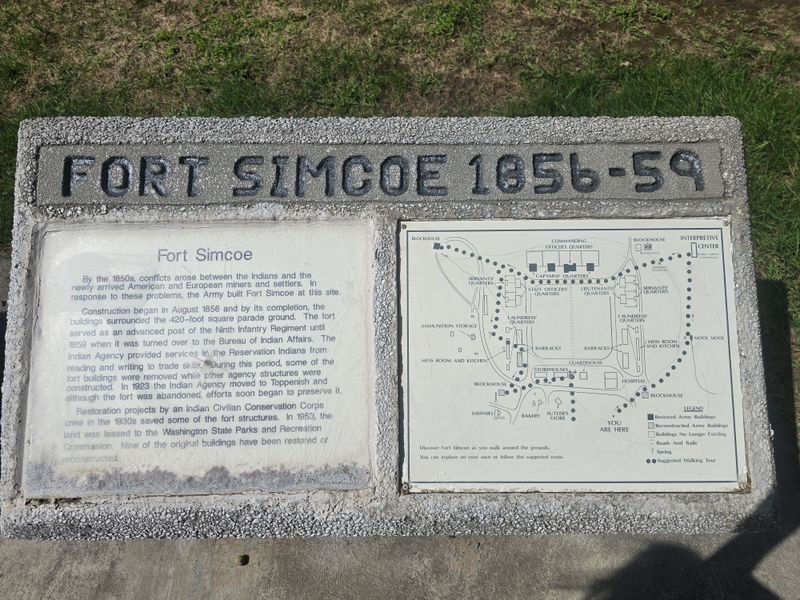 FORT SIMCOE 1856-59
Fort Simcoe
By the 1850s, conflicts arose between the Indians and the
newly arrived American and European miners and settlers. In
response to these problems, the Army built Fort Simcoe at this site.
Construction began in August 1856 and by its completion, the
buildings surrounded the 420-foot square parade ground. The fort
served as an advanced post of the Ninth Infantry Regiment until
1859 when it was turned over to the Bureau of Indian Affairs. The
Indian Agency provided services to the Reservation Indians from
reading and writing to trade skills. During this period, some of the
fort buildings were removed while other agency structures were
constructed. In 1923 the Indian Agency moved to Toppenish and
although the fort was abandoned, efforts soon began to preserve it.
Restoration projects by an Indian Civilian Conservation Corps
crew in the 1930s saved some of the fort structures. In 1953, the
land was leased to the Washington State Parks and Recreation
Commission. Nine of the original buildings have been restored or
reconstructed.
BLOCKHOUSE
COMMANDING
OFFICER'S QUARTERS
BLOCKHOUSE
INTERPRETIVE
CENTER
CAPTAINS' QUARTERS
SERVANTS'
QUARTERS
STAFF OFFICERS'
QUARTERS
LIEUTENANTS'
QUARTERS
SERVANTS'
QUARTERS
LAUNDRESS'
QUARTERS
LAUNDRESS'
QUARTERS
AMMUNITION STORAGE
MOOL MOOL
MESS ROOM AND KITCHEN
BARRACKS
BARRACKS
MESS ROOM
AND KITCHEN
GUARDHOUSE
STOREHOUSES
HOSPITAL
BLOCKHOUSE
BLOCKHOUSE
SAWMILL
BAKERY
SUTLER'S
STORE
YOU
ARE HERE
LEGEND
Restored Army Buildings
Reconstructed Army Buildings
Buildings No Longer Existing
Roads And Trails
Spring
Suggested Walking Tour
Discover Fort Simcoe as you walk around the grounds.
You can explore on your own or follow the suggested route.